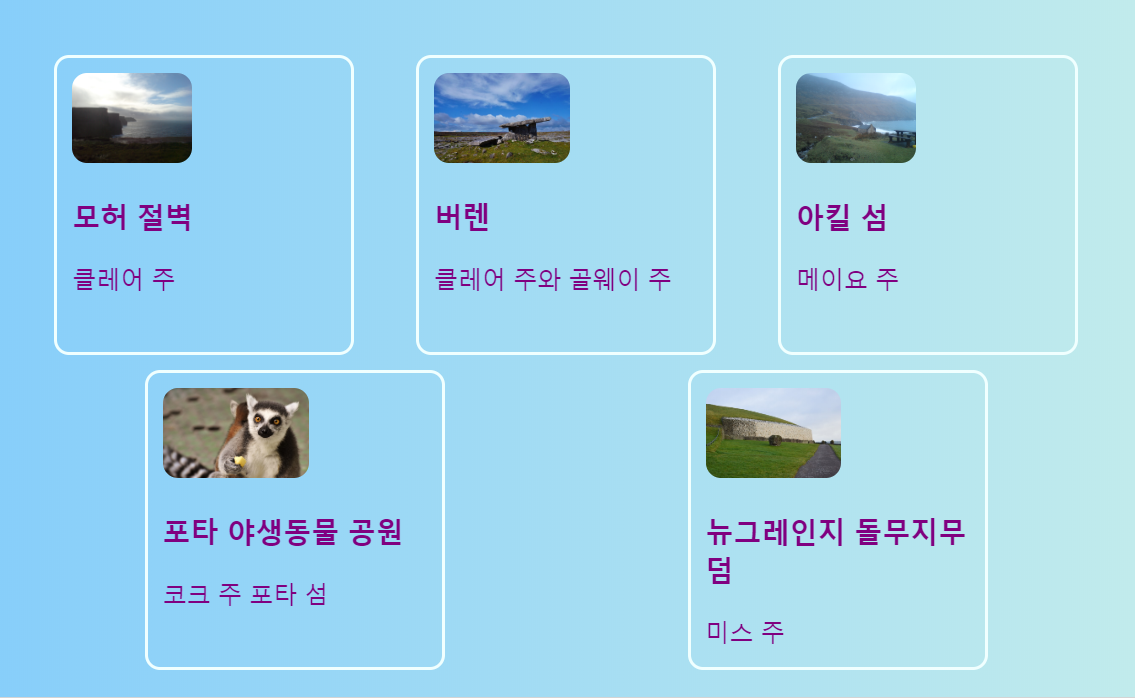 모허 절벽
클레어 주
버렌
클레어 주와 골웨이 주
아킬 섬
메이요 주
포타 야생동물 공원
코크 주 포타 섬
뉴그레인지 돌무지무
덤
미스 주